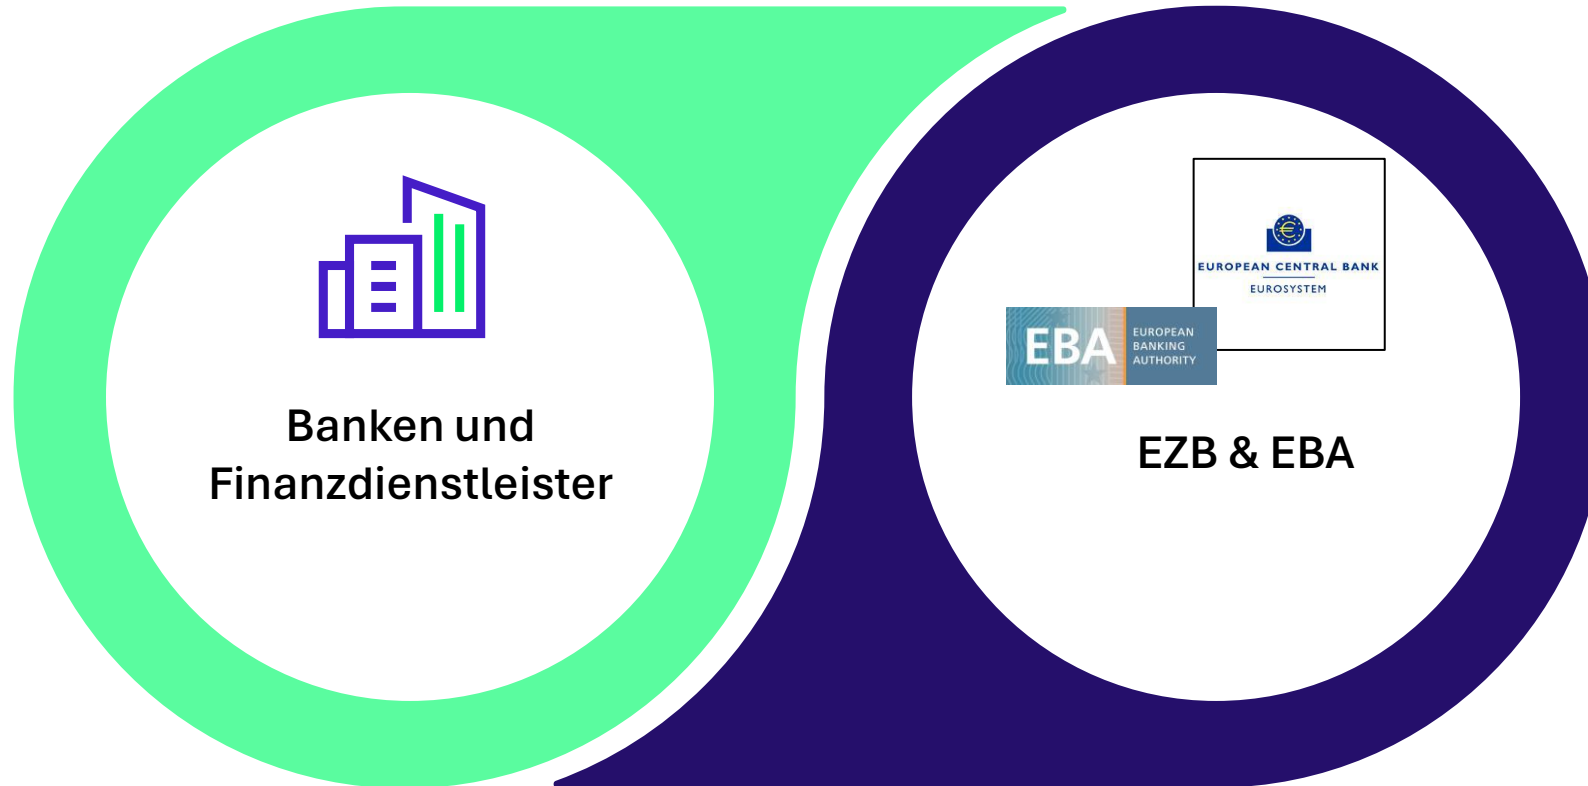 Banken und
Finanzdienstleister
EUROPEAN CENTRAL BANK
EUROSYSTEM
EBA
EUROPEAN
BANKING
AUTHORITY
EZB & EBA